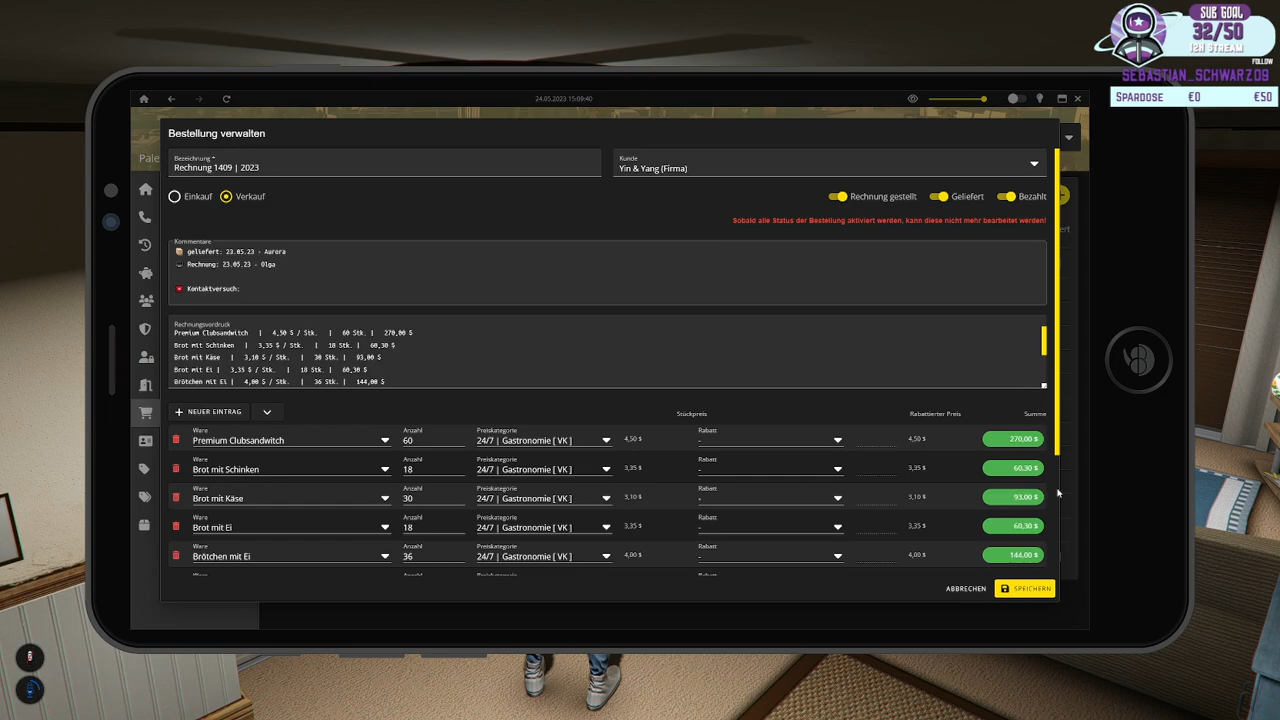 SUB GOAL
32/50
12H STREAM
FOLLOW
SEBASTIAN_SCHWARZ09
SPARDOSE €0 €50
24.05.2023 15:09:40
Bestellung verwalten
Pale
Bezeichnung *
Rechnung 1409 | 2023
Kunde
Yin & Yang (Firma)
Einkauf Verkauf Rechnung gestellt Geliefert Bezahlt
Sobald alle Status der Bestellung aktiviert werden, kann diese nicht mehr bearbeitet werden!
Kommentare
geliefert: 23.05.23 - Aurora
Rechnung: 23.05.23 - Olga
Kontaktversuch:
Rechnungsvordruck
Premium Clubsandwitch | 4,50 $ / Stk. | 60 Stk. | 270,00 $
Brot mit Schinken | 3,35 $ / Stk. | 18 Stk. | 60,30 $
Brot mit Käse | 3,10 $ / Stk. | 30 Stk. | 93,00 $
Brot mit Ei | 3,35 $ / Stk. | 18 Stk. | 60,30 $
Brötchen mit Ei | 4,00 $ / Stk. | 36 Stk. | 144,00 $
+ NEUER EINTRAG Stückpreis Rabattierter Preis Summe
Ware Anzahl Preiskategorie Rabatt
Premium Clubsandwitch 60 24/7 | Gastronomie [ VK ] 4,50 $ - 4,50 $ 270,00 $
Ware Anzahl Preiskategorie Rabatt
Brot mit Schinken 18 24/7 | Gastronomie [ VK ] 3,35 $ - 3,35 $ 60,30 $
Ware Anzahl Preiskategorie Rabatt
Brot mit Käse 30 24/7 | Gastronomie [ VK ] 3,10 $ - 3,10 $ 93,00 $
Ware Anzahl Preiskategorie Rabatt
Brot mit Ei 18 24/7 | Gastronomie [ VK ] 3,35 $ - 3,35 $ 60,30 $
Ware Anzahl Preiskategorie Rabatt
Brötchen mit Ei 36 24/7 | Gastronomie [ VK ] 4,00 $ - 4,00 $ 144,00 $
ABBRECHEN SPEICHERN